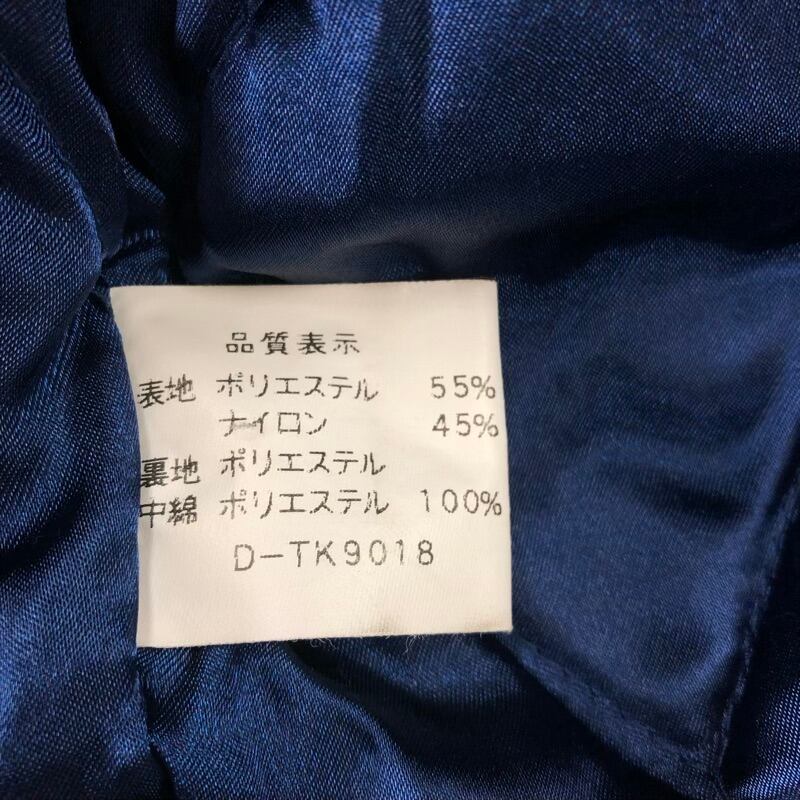 品質表示
表地 ポリエステル 55%
ナイロン 45%
裏地 ポリエステル
中綿 ポリエステル 100%
D-TK9018